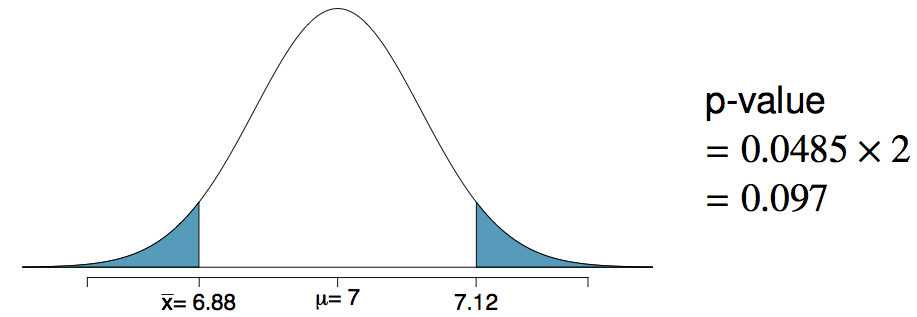 p-value
= 0.0485 × 2
= 0.097
x̄= 6.88
μ= 7
7.12